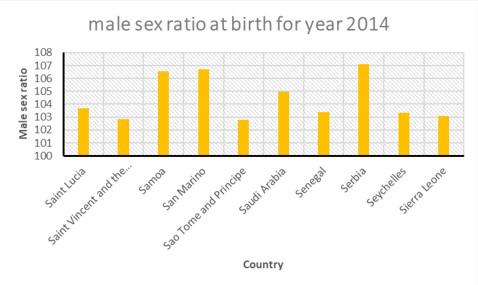 male sex ratio at birth for year 2014
Male sex ratio
108
107
106
105
104
103
102
101
100
Saint Lucia
Saint Vincent and the...
Samoa
San Marino
Sao Tome and Principe
Saudi Arabia
Senegal
Serbia
Seychelles
Sierra Leone
Country